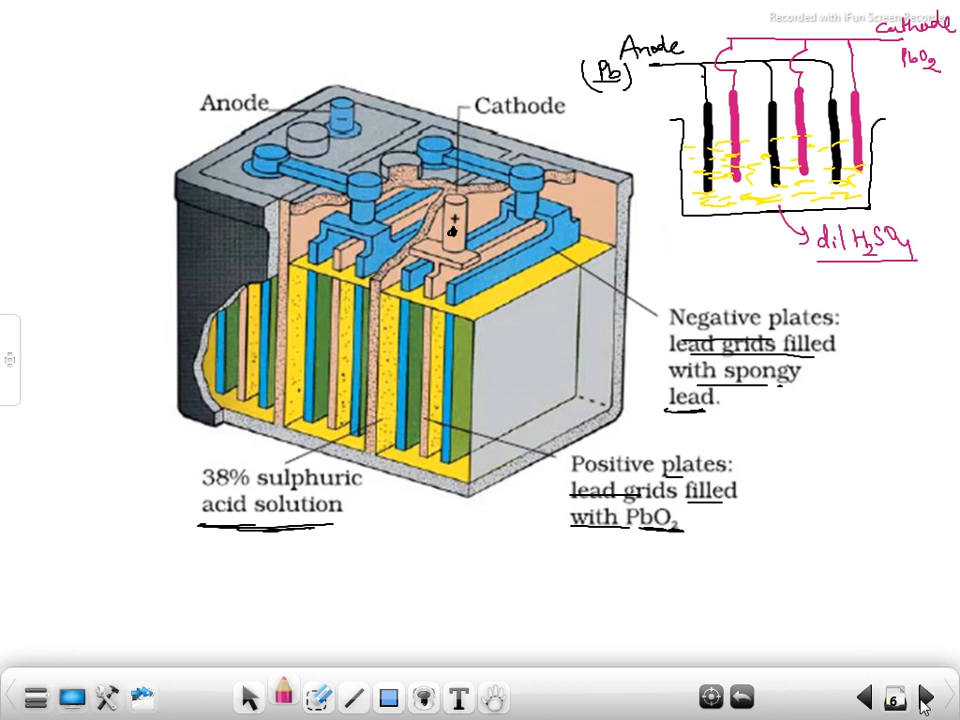 Recorded with iFun Screen Recorder
Cathode
PbO2
Anode
(Pb)
Anode
Cathode
dil H2SO4
Negative plates:
lead grids filled
with spongy
lead.
38% sulphuric
acid solution
Positive plates:
lead grids filled
with PbO2
6